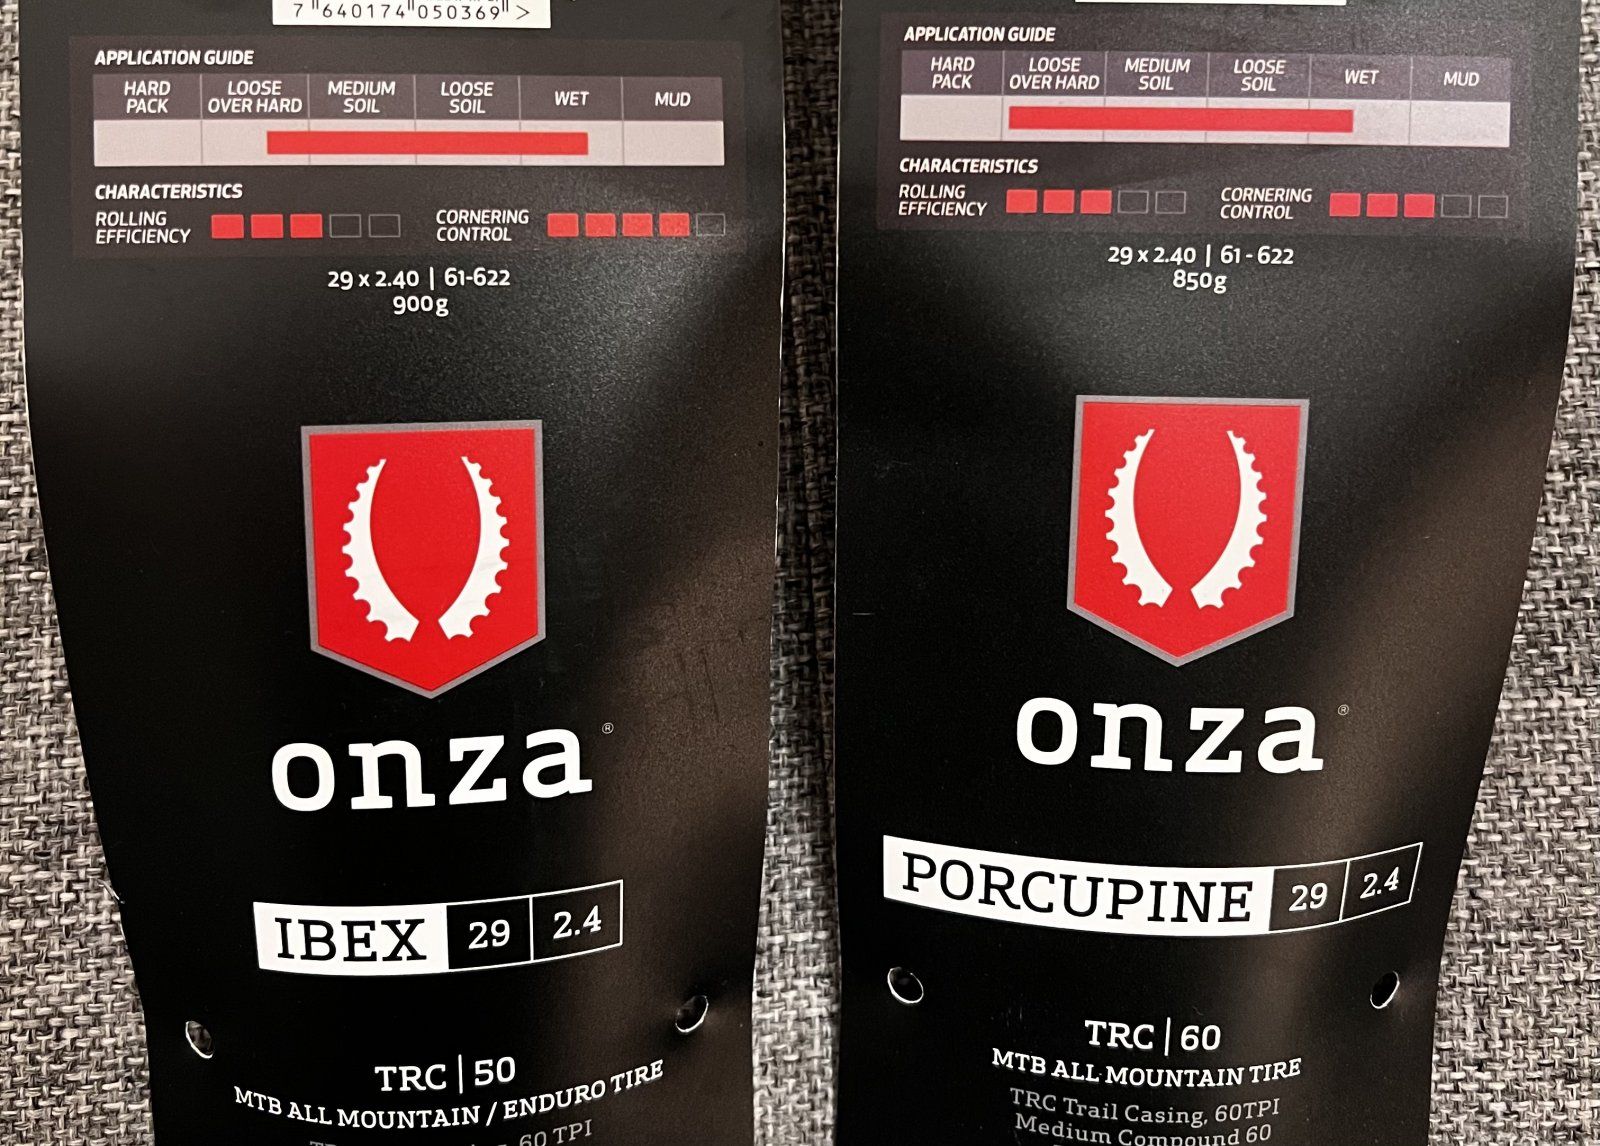 7 640174 050369 >
APPLICATION GUIDE
HARD PACK
LOOSE OVER HARD
MEDIUM SOIL
LOOSE SOIL
WET
MUD
CHARACTERISTICS
ROLLING EFFICIENCY
CORNERING CONTROL
29 x 2.40 | 61-622
900g
onza®
IBEX 29 2.4
TRC | 50
MTB ALL MOUNTAIN / ENDURO TIRE
60 TPI
APPLICATION GUIDE
HARD PACK
LOOSE OVER HARD
MEDIUM SOIL
LOOSE SOIL
WET
MUD
CHARACTERISTICS
ROLLING EFFICIENCY
CORNERING CONTROL
29 x 2.40 | 61 - 622
850g
onza®
PORCUPINE 29 2.4
TRC | 60
MTB ALL MOUNTAIN TIRE
TRC Trail Casing, 60TPI
Medium Compound 60